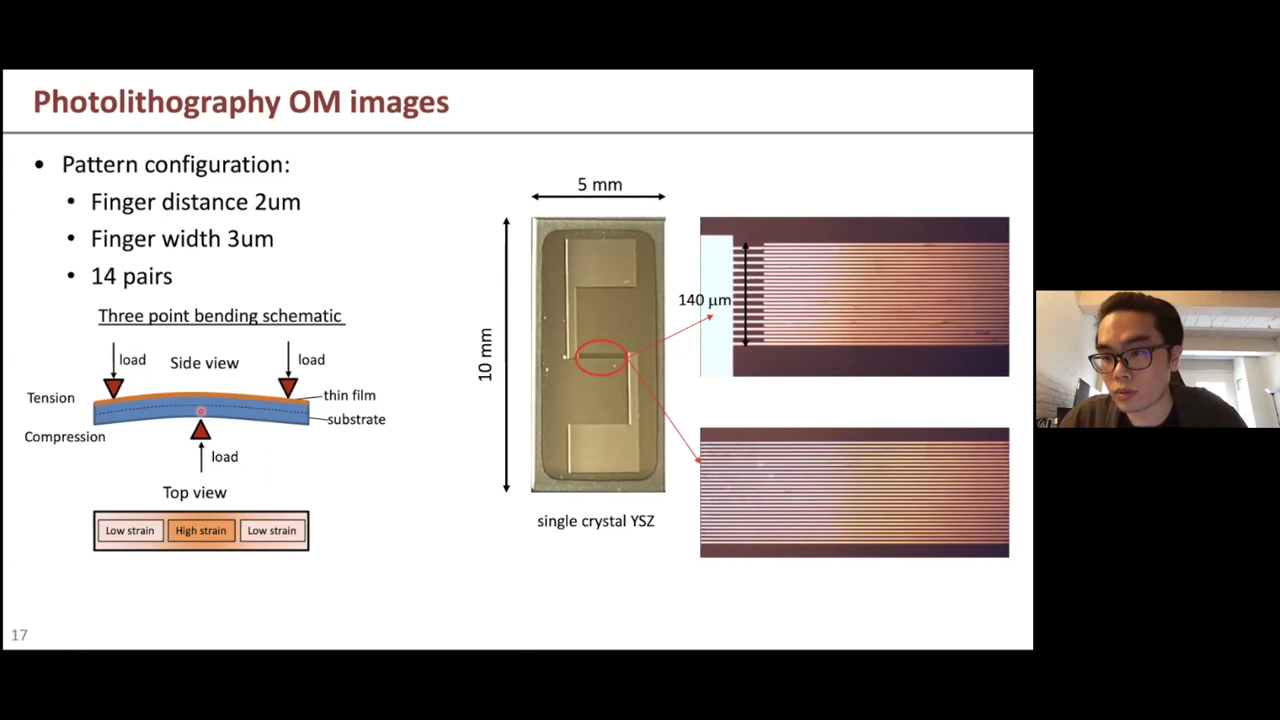 Photolithography OM images
• Pattern configuration:
• Finger distance 2um
• Finger width 3um
• 14 pairs
Three point bending schematic
load
Side view
load
Tension
thin film
substrate
Compression
load
Top view
Low strain
High strain
Low strain
5 mm
10 mm
140 μm
single crystal YSZ
17